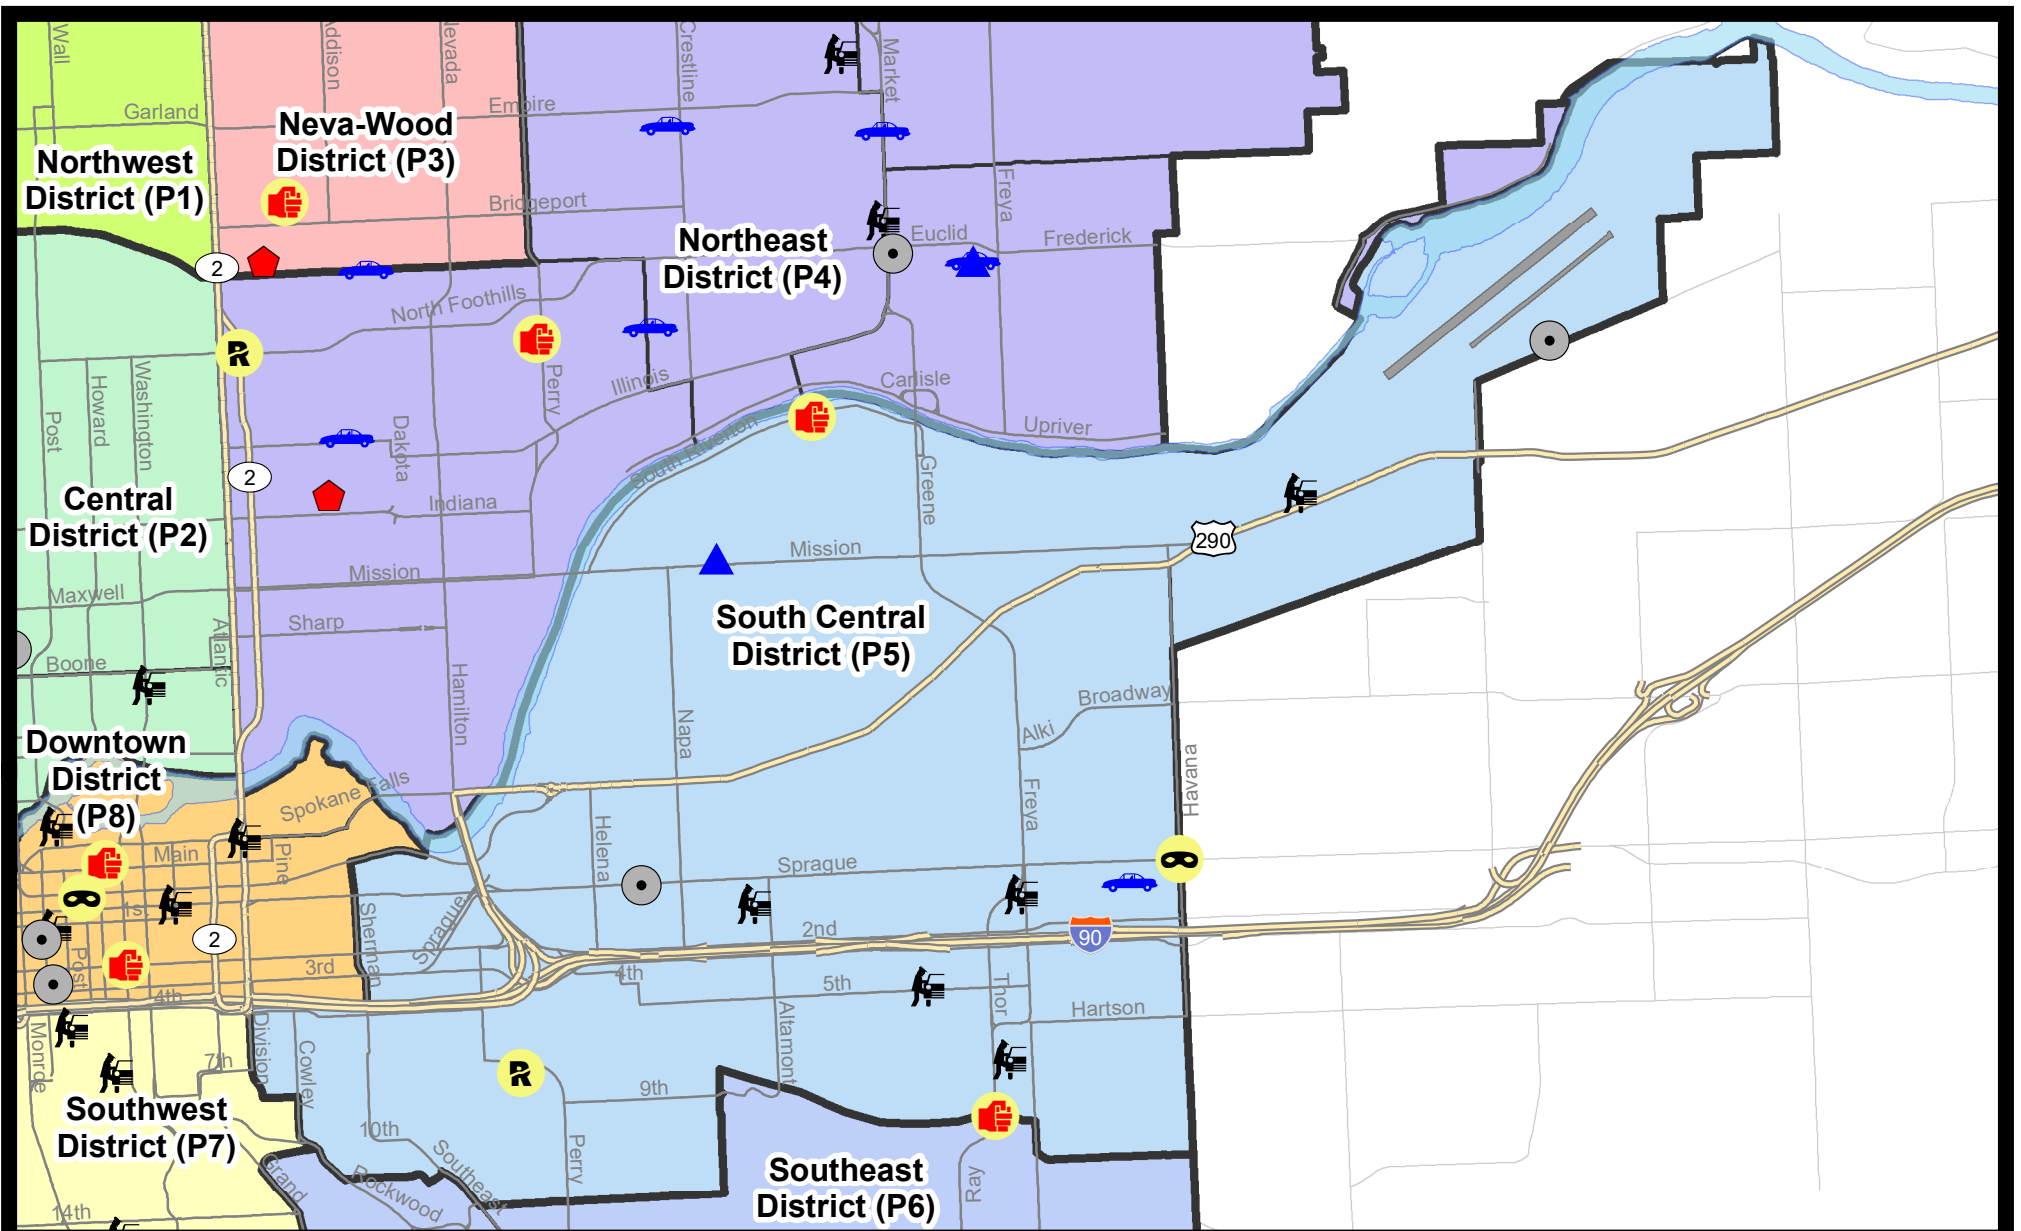 Wall
Addison
Nevada
Crestline
Market
Garland
Empire
Neva-Wood
District (P3)
Northwest
District (P1)
Bridgeport
Freya
Northeast
District (P4)
Euclid
Frederick
2
North Foothills
R
Perry
Illinois
Carlisle
Post
Howard
Washington
Dakota
South Riverton
Upriver
2
Greene
Central
District (P2)
Indiana
290
Mission
Mission
Maxwell
Sharp
Atlantic
South Central
District (P5)
Boone
Hamilton
Napa
Broadway
Alki
Havana
Downtown
District
(P8)
Spokane Falls
Freya
Main
Pine
Helena
Sprague
1st
Sherman
Sprague
2nd
2
90
Post
3rd
4th
4th
5th
Thor
Hartson
Monroe
Division
Cowley
Altamont
7th
R
9th
Southwest
District (P7)
10th
Perry
Southeast
Grand
Rockwood
Southeast
District (P6)
Ray
14th